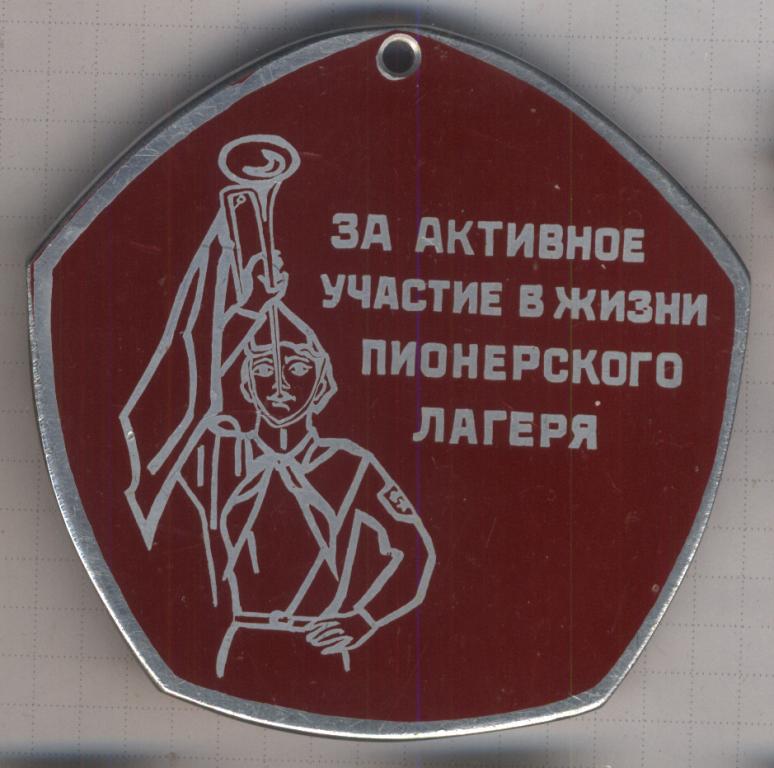 ЗА АКТИВНОЕ
УЧАСТИЕ В ЖИЗНИ
ПИОНЕРСКОГО
ЛАГЕРЯ